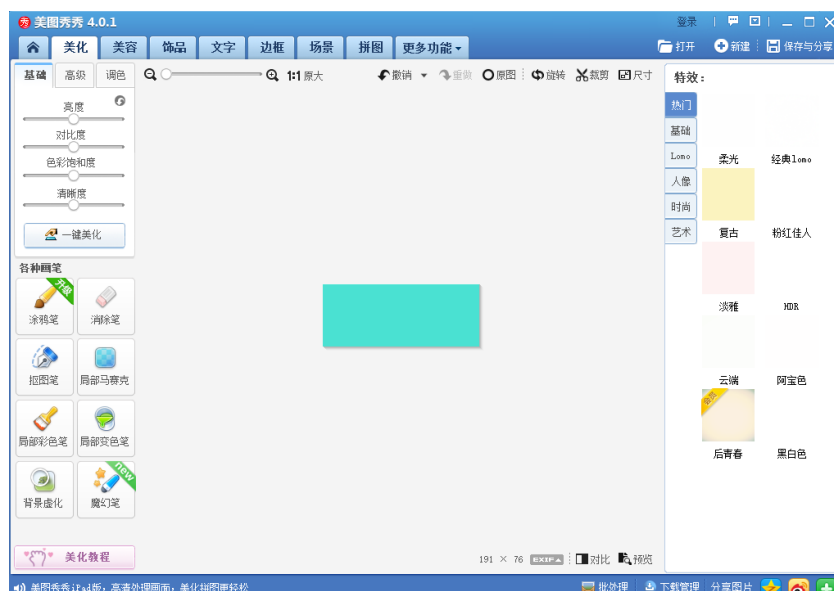 秀 美图秀秀 4.0.1 登录
美化 美容 饰品 文字 边框 场景 拼图 更多功能 打开 新建 保存与分享
基础 高级 调色 1:1 原大 撤销 重做 原图 旋转 裁剪 尺寸 特效:
亮度
对比度
色彩饱和度
清晰度
一键美化
各种画笔
升级
涂鸦笔 消除笔
抠图笔 局部马赛克
局部彩色笔 局部变色笔
new
背景虚化 魔幻笔
美化教程
热门
基础
Lomo
人像
时尚
艺术
柔光 经典lomo
复古 粉红佳人
淡雅 HDR
云端 阿宝色
会员
后青春 黑白色
191 × 76 EXIF 对比 预览
美图秀秀iPad版，高清处理画面，美化拼图更轻松 批处理 下载管理 分享图片